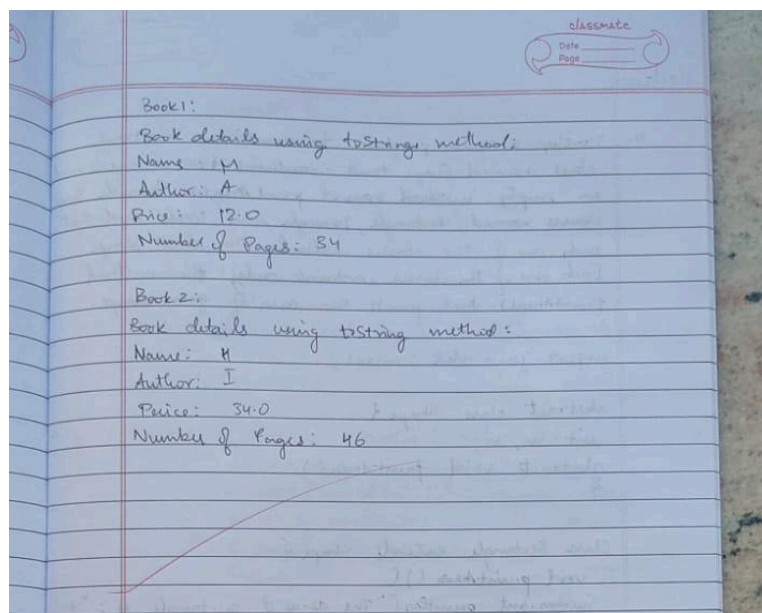 classmate
Date
Page
Book1:
Book details using toString method:
Name: M
Author: A
Price: 12.0
Number of Pages: 34
Book 2:
Book details using toString method:
Name: H
Author: I
Price: 34.0
Number of Pages: 46